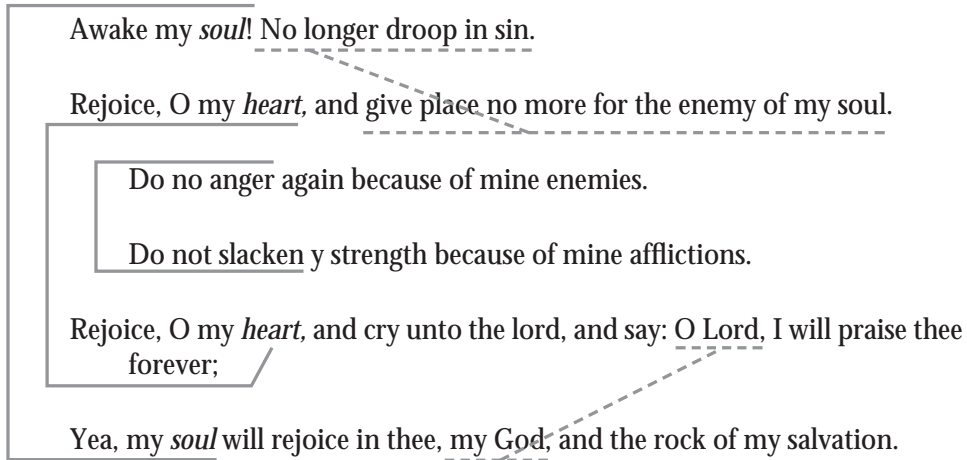 Awake my soul! No longer droop in sin.
Rejoice, O my heart, and give place no more for the enemy of my soul.
Do no anger again because of mine enemies.
Do not slacken y strength because of mine afflictions.
Rejoice, O my heart, and cry unto the lord, and say: O Lord, I will praise thee
forever;
Yea, my soul will rejoice in thee, my God, and the rock of my salvation.